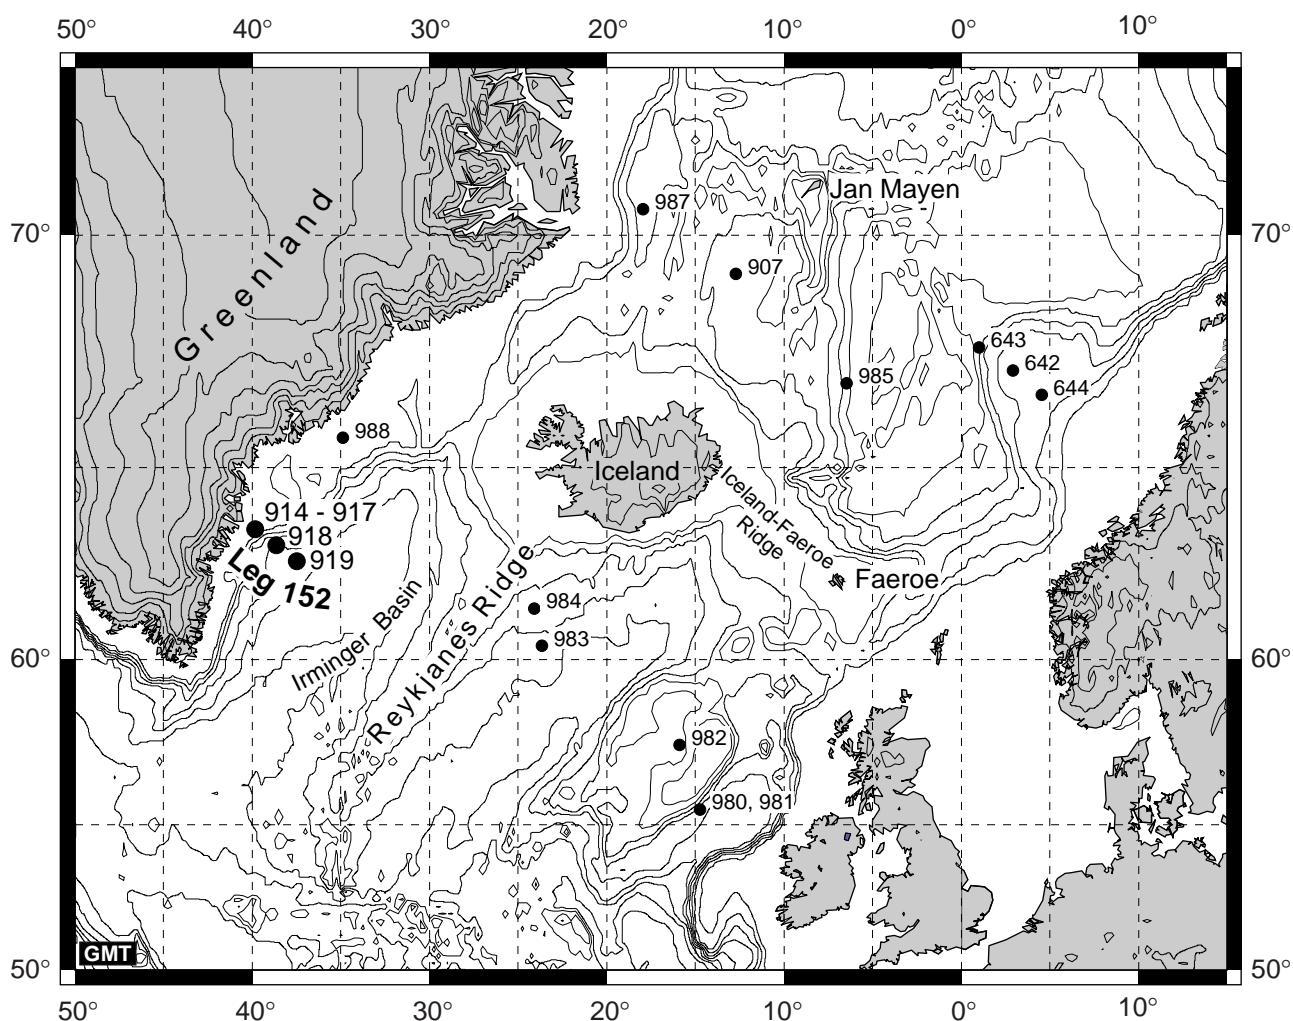 50° 40° 30° 20° 10° 0° 10°
Jan Mayen
987
70° 70°
Greenland
907
643
642
985
644
988
Iceland
Iceland-Faeroe
Ridge
914 - 917
918
919
Leg 152
Faeroe
984
983
Irminger Basin
Reykjanes Ridge
60° 60°
982
980, 981
GMT
50° 50°
50° 40° 30° 20° 10° 0° 10°